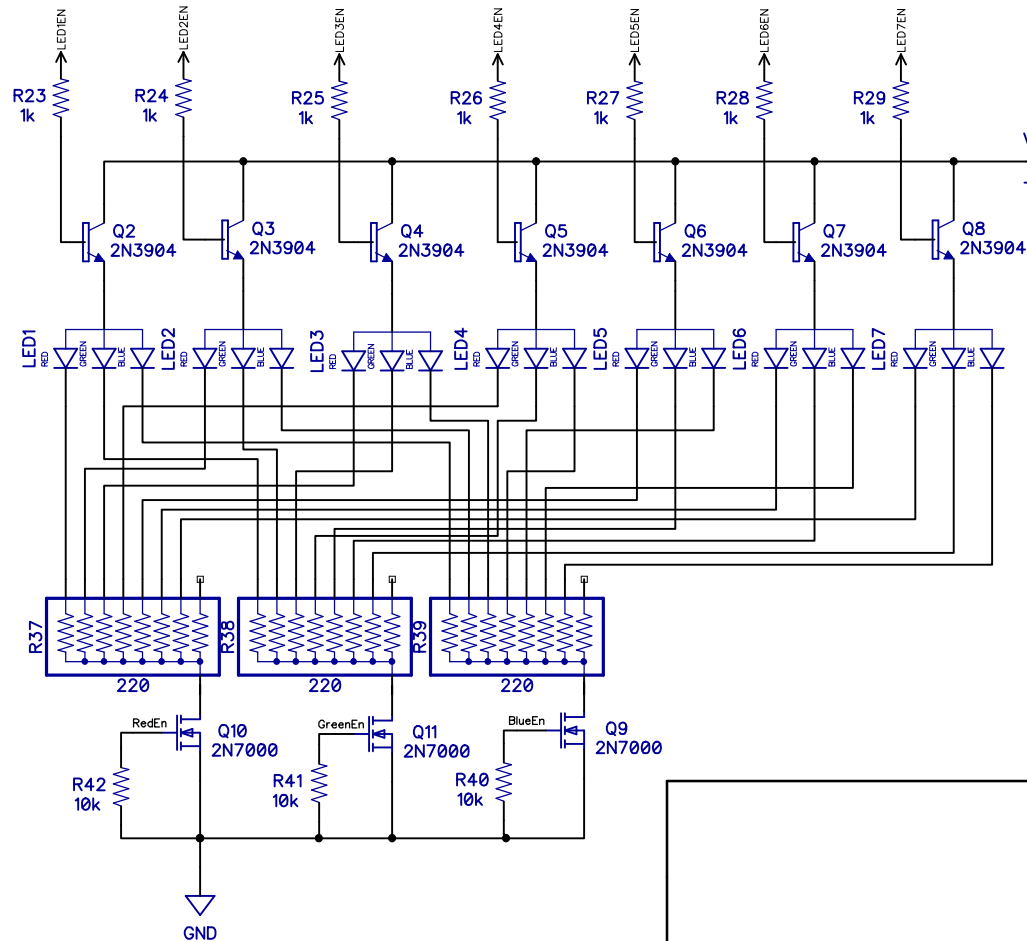 LED1EN
LED2EN
LED3EN
LED4EN
LED5EN
LED6EN
LED7EN
R23
1k
R24
1k
R25
1k
R26
1k
R27
1k
R28
1k
R29
1k
Q2
2N3904
Q3
2N3904
Q4
2N3904
Q5
2N3904
Q6
2N3904
Q7
2N3904
Q8
2N3904
LED1
RED
GREEN
BLUE
LED2
RED
GREEN
BLUE
LED3
RED
GREEN
BLUE
LED4
RED
GREEN
BLUE
LED5
RED
GREEN
BLUE
LED6
RED
GREEN
BLUE
LED7
RED
GREEN
BLUE
R37
220
R38
220
R39
220
RedEn
Q10
2N7000
GreenEn
Q11
2N7000
BlueEn
Q9
2N7000
R42
10k
R41
10k
R40
10k
GND